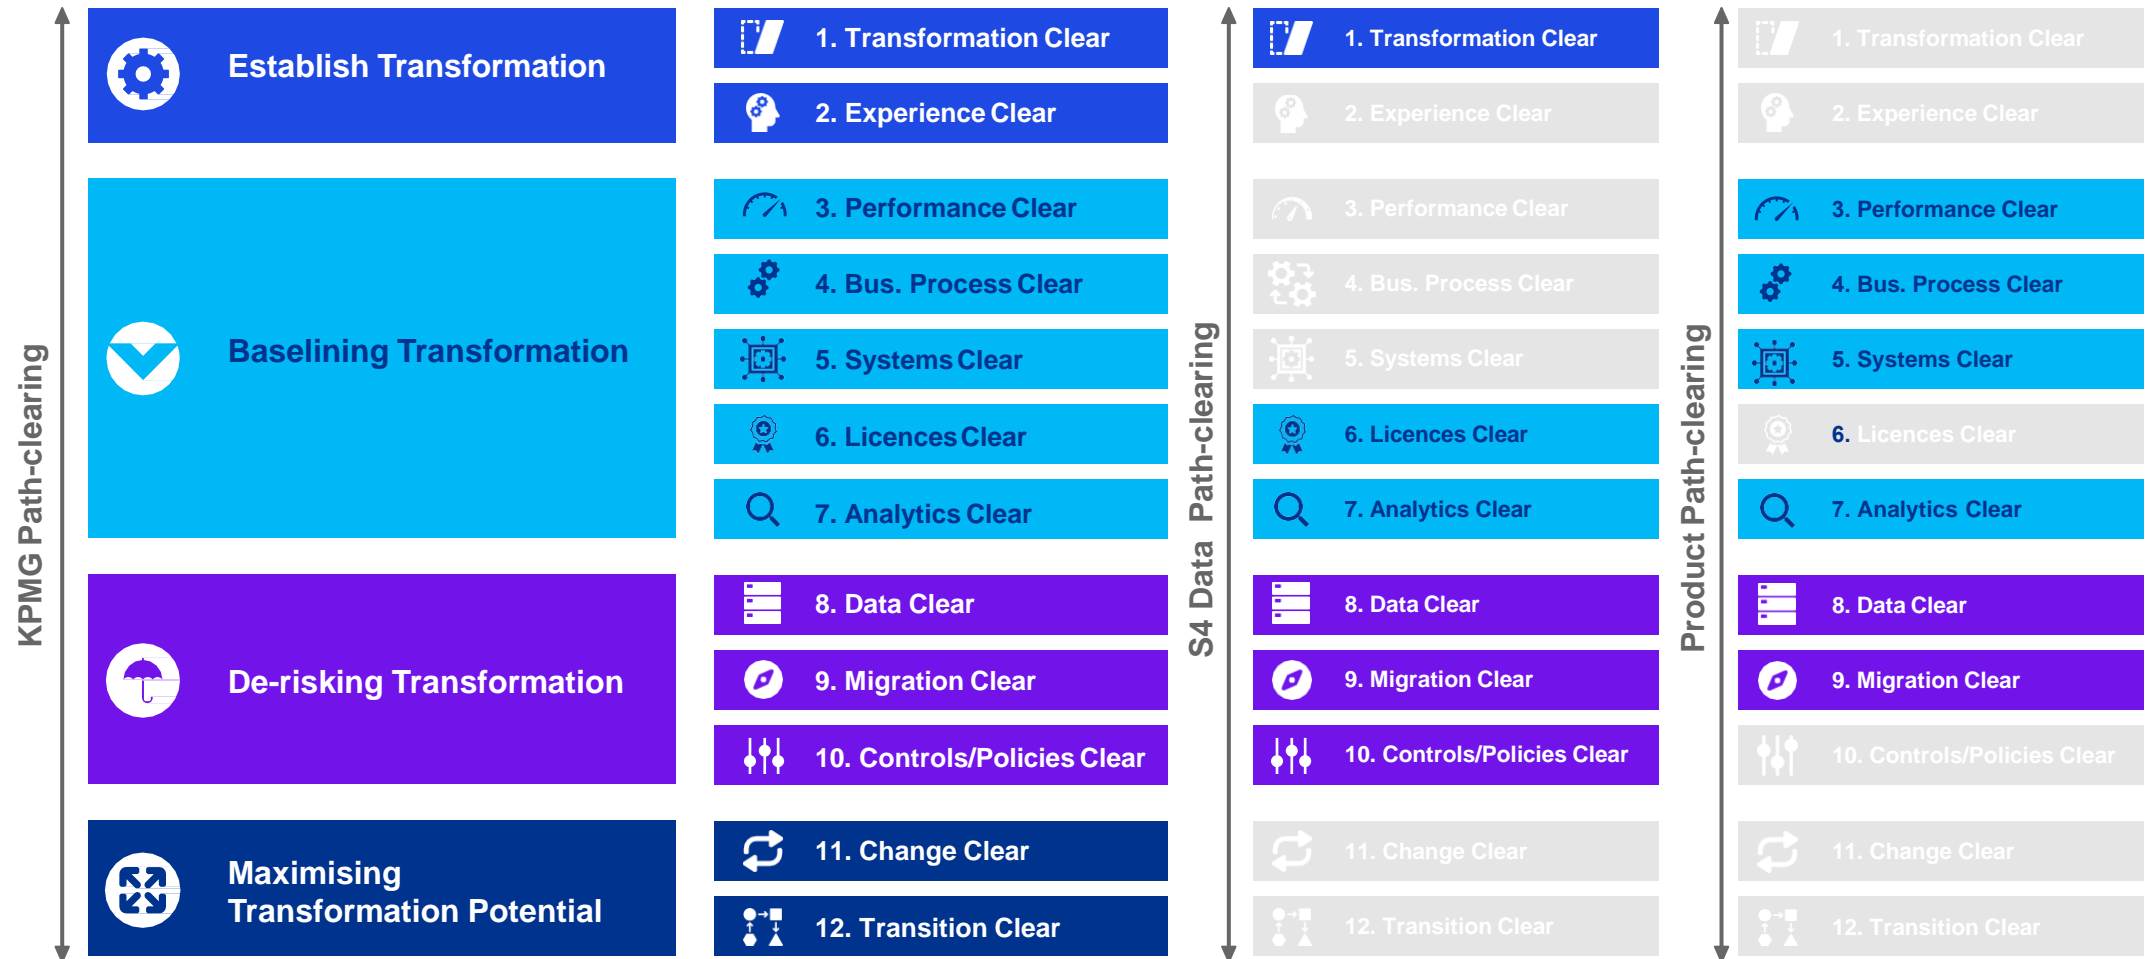 KPMG Path-clearing
Establish Transformation
Baselining Transformation
De-risking Transformation
Maximising
Transformation Potential
1. Transformation Clear
2. Experience Clear
3. Performance Clear
4. Bus. Process Clear
5. Systems Clear
6. Licences Clear
7. Analytics Clear
8. Data Clear
9. Migration Clear
10. Controls/Policies Clear
11. Change Clear
12. Transition Clear
S4 Data Path-clearing
1. Transformation Clear
2. Experience Clear
3. Performance Clear
4. Bus. Process Clear
5. Systems Clear
6. Licences Clear
7. Analytics Clear
8. Data Clear
9. Migration Clear
10. Controls/Policies Clear
11. Change Clear
12. Transition Clear
Product Path-clearing
1. Transformation Clear
2. Experience Clear
3. Performance Clear
4. Bus. Process Clear
5. Systems Clear
6. Licences Clear
7. Analytics Clear
8. Data Clear
9. Migration Clear
10. Controls/Policies Clear
11. Change Clear
12. Transition Clear